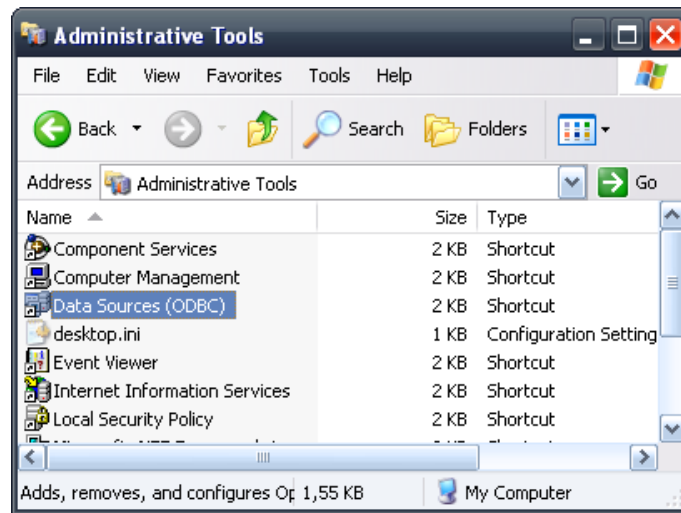 Administrative Tools
File Edit View Favorites Tools Help
Back Search Folders
Address Administrative Tools Go
Name Size Type
Component Services 2 KB Shortcut
Computer Management 2 KB Shortcut
Data Sources (ODBC) 2 KB Shortcut
desktop.ini 1 KB Configuration Setting
Event Viewer 2 KB Shortcut
Internet Information Services 2 KB Shortcut
Local Security Policy 2 KB Shortcut
Adds, removes, and configures 1,55 KB My Computer